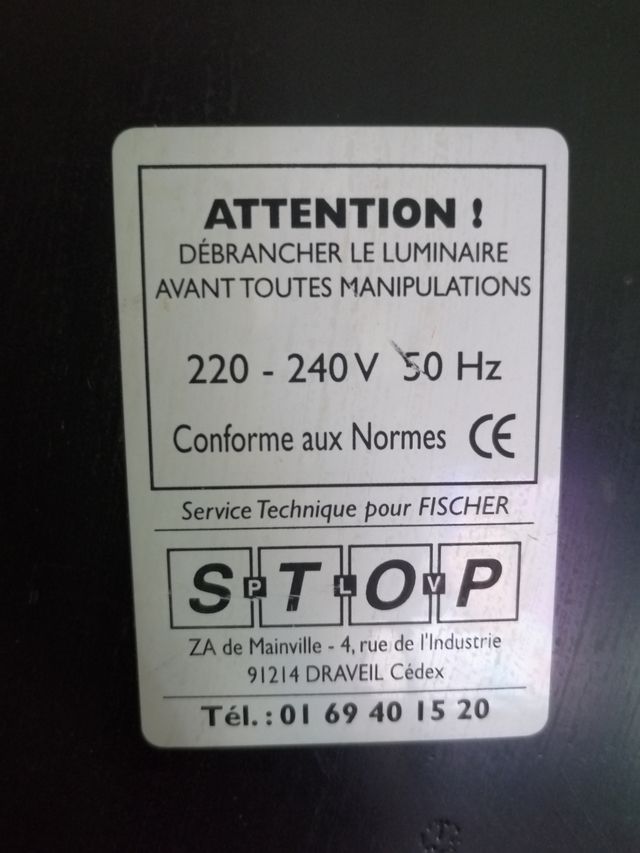 ATTENTION !
DÉBRANCHER LE LUMINAIRE
AVANT TOUTES MANIPULATIONS
220 - 240 V 50 Hz
Conforme aux Normes CE
Service Technique pour FISCHER
S P T L O V P
ZA de Mainville - 4, rue de l'Industrie
91214 DRAVEIL Cédex
Tél. : 01 69 40 15 20